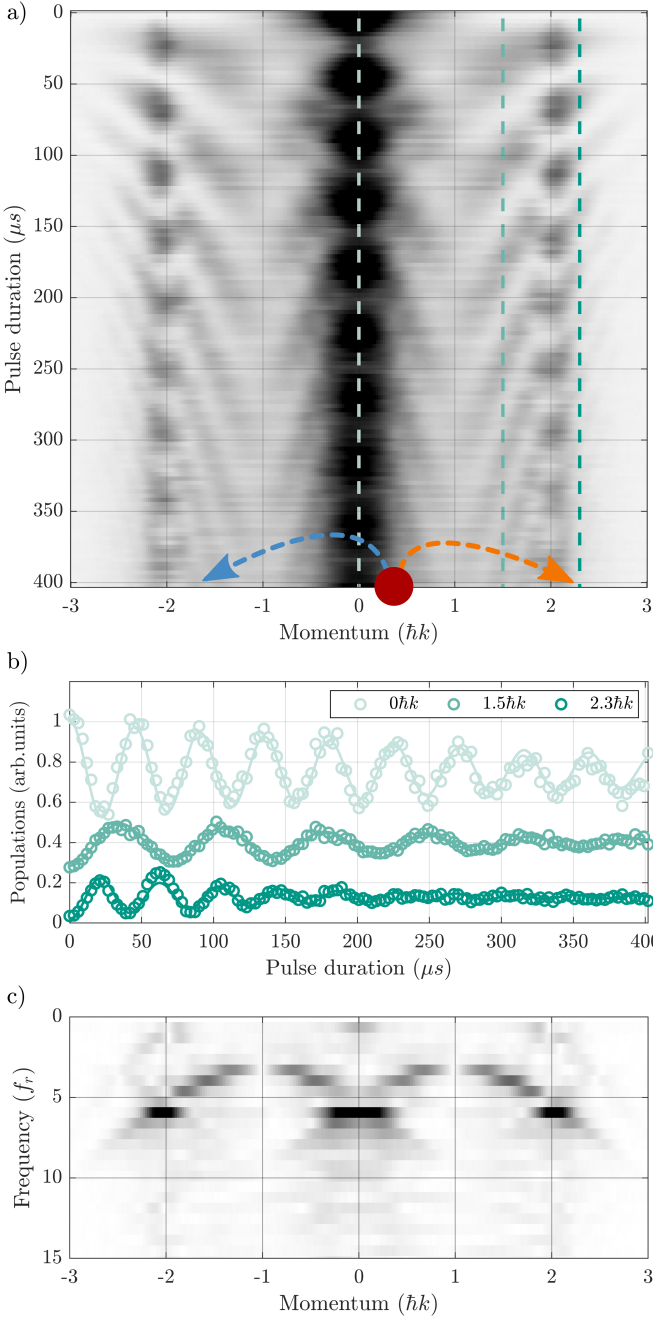 a)
0
50
100
150
200
250
300
350
400
Pulse duration (μs)
-3 -2 -1 0 1 2 3
Momentum (ħk)
b)
0ħk 1.5ħk 2.3ħk
1
0.8
0.6
0.4
0.2
0
Populations (arb.units)
0 50 100 150 200 250 300 350 400
Pulse duration (μs)
c)
0
5
10
15
Frequency (fr)
-3 -2 -1 0 1 2 3
Momentum (ħk)